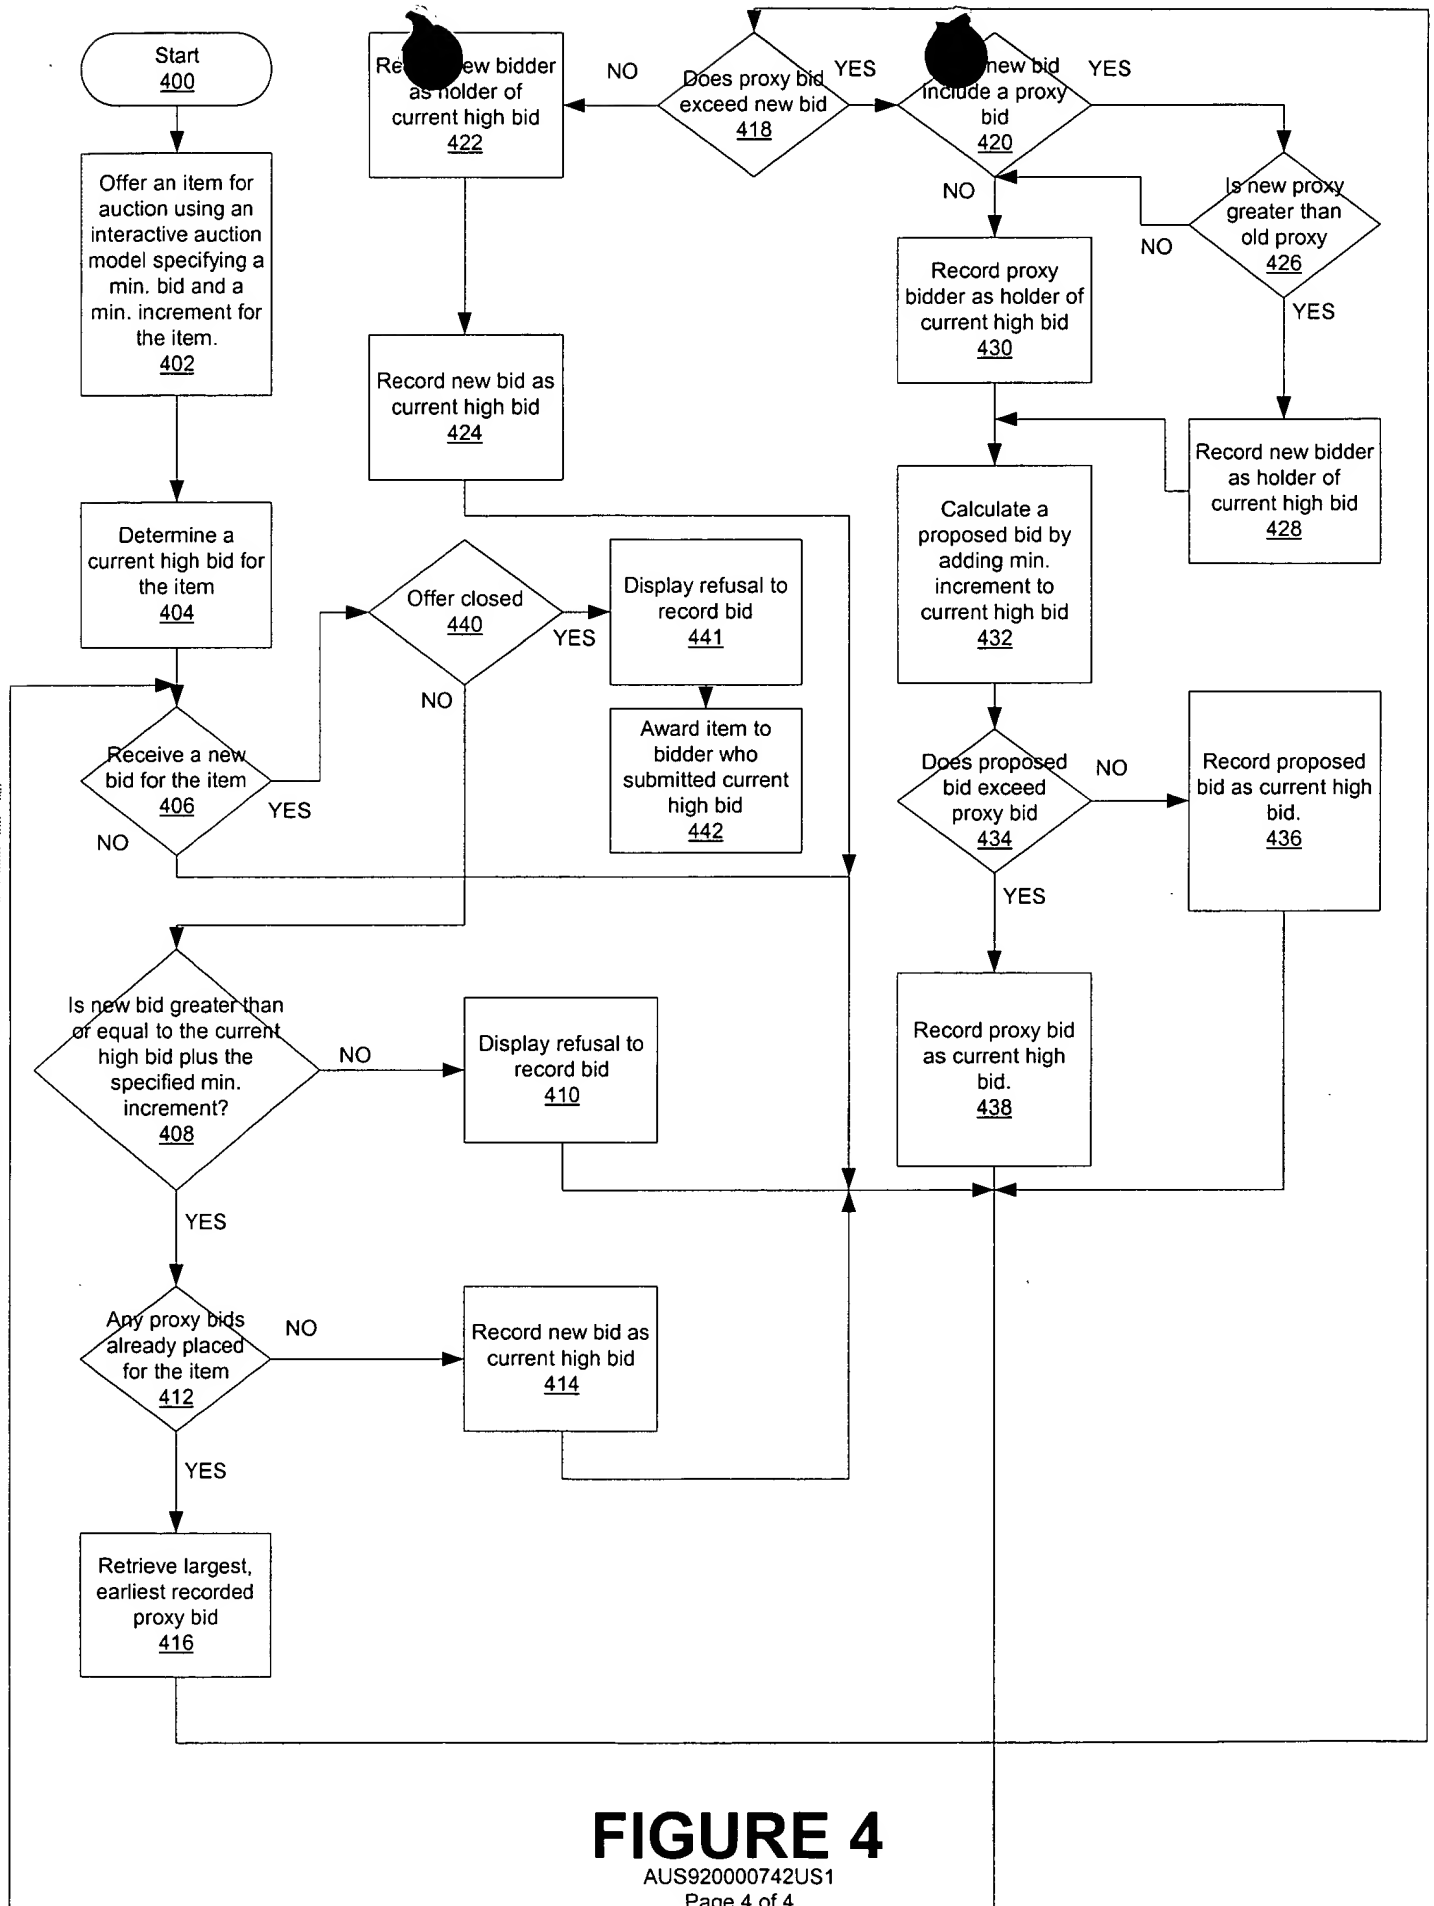 Start
400
Offer an item for
auction using an
interactive auction
model specifying a
min. bid and a
min. increment for
the item.
402
Determine a
current high bid for
the item
404
Receive a new
bid for the item
406
YES
NO
Offer closed
440
YES
NO
Display refusal to
record bid
441
Award item to
bidder who
submitted current
high bid
442
Is new bid greater than
or equal to the current
high bid plus the
specified min.
increment?
408
NO
YES
Display refusal to
record bid
410
Any proxy bids
already placed
for the item
412
NO
YES
Record new bid as
current high bid
414
Retrieve largest,
earliest recorded
proxy bid
416
Does proxy bid
exceed new bid
418
NO
YES
new bidder
as holder of
current high bid
422
Record new bid as
current high bid
424
new bid
include a proxy
bid
420
YES
NO
Is new proxy
greater than
old proxy
426
NO
YES
Record new bidder
as holder of
current high bid
428
Record proxy
bidder as holder of
current high bid
430
Calculate a
proposed bid by
adding min.
increment to
current high bid
432
Does proposed
bid exceed
proxy bid
434
NO
YES
Record proposed
bid as current high
bid.
436
Record proxy bid
as current high
bid.
438
FIGURE 4
AUS920000742US1
Page 4 of 4